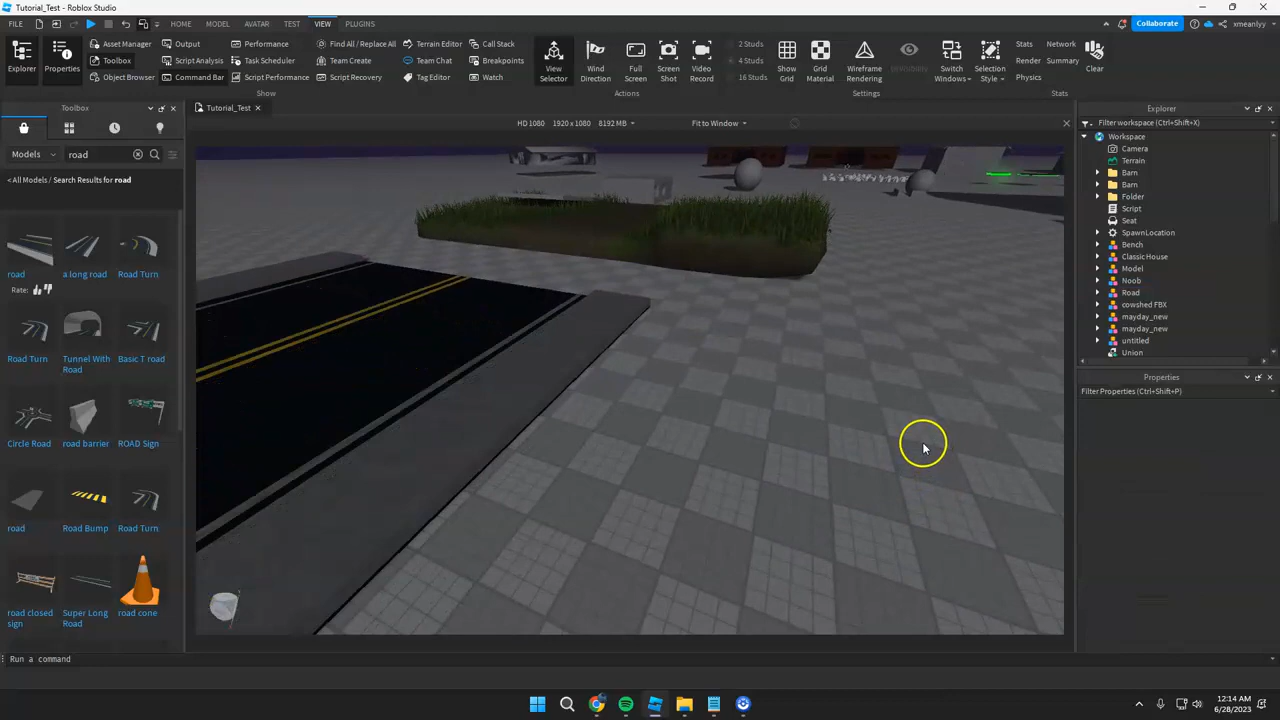 Tutorial_Test - Roblox Studio
FILE HOME MODEL AVATAR TEST VIEW PLUGINS Collaborate xmeanlyy
Explorer Properties Asset Manager Output Performance Find All / Replace All Terrain Editor Call Stack View Selector Wind Direction Full Screen Screen Shot Video Record 2 Studs Show Grid Grid Material Wireframe Rendering Switch Windows Selection Style Stats Network Clear
Toolbox Script Analysis Task Scheduler Team Create Team Chat Breakpoints 4 Studs Render Summary
Object Browser Command Bar Script Performance Script Recovery Tag Editor Watch 16 Studs Physics
Show Actions Settings Stats
Toolbox Tutorial_Test Explorer
HD 1080 1920 x 1080 8192 MB Fit to Window Filter workspace (Ctrl+Shift+X)
Models road
< All Models / Search Results for road
Workspace
Camera
Terrain
Barn
Barn
Folder
Script
Seat
SpawnLocation
Bench
Classic House
Model
Noob
Road
cowshed FBX
mayday_new
mayday_new
untitled
Union
Properties
Filter Properties (Ctrl+Shift+P)
road a long road Road Turn
Rate:
Road Turn Tunnel With Road Basic T road
Circle Road road barrier ROAD Sign
road Road Bump Road Turn
road closed sign Super Long Road road cone
Run a command
12:14 AM
6/28/2023